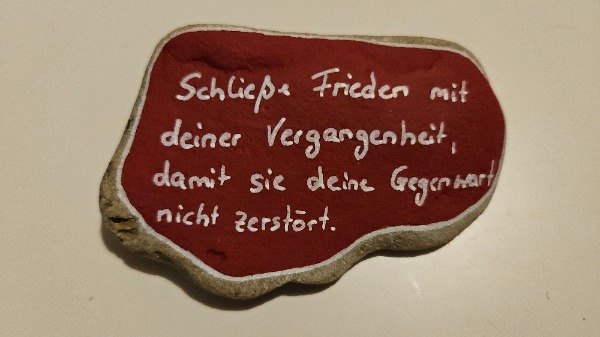 Schließe Frieden mit
deiner Vergangenheit,
damit sie deine Gegenwart
nicht zerstört.